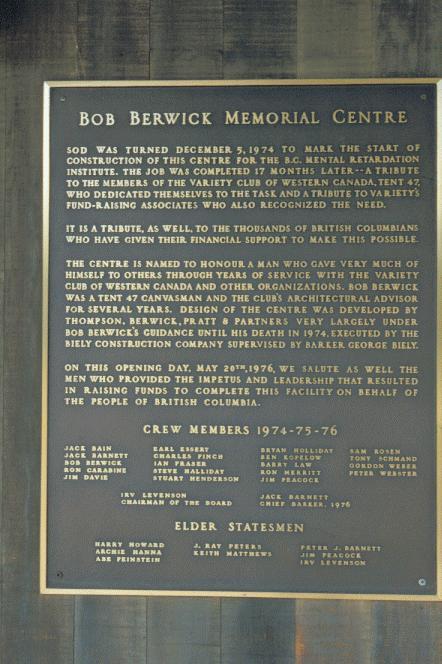 BOB BERWICK MEMORIAL CENTRE
SOD WAS TURNED DECEMBER 5, 1974 TO MARK THE START OF
CONSTRUCTION OF THIS CENTRE FOR THE B.C. MENTAL RETARDATION
INSTITUTE. THE JOB WAS COMPLETED 17 MONTHS LATER--A TRIBUTE
TO THE MEMBERS OF THE VARIETY CLUB OF WESTERN CANADA, TENT 47,
WHO DEDICATED THEMSELVES TO THE TASK AND A TRIBUTE TO VARIETY'S
FUND-RAISING ASSOCIATES WHO ALSO RECOGNIZED THE NEED.
IT IS A TRIBUTE, AS WELL, TO THE THOUSANDS OF BRITISH COLUMBIANS
WHO HAVE GIVEN THEIR FINANCIAL SUPPORT TO MAKE THIS POSSIBLE.
THE CENTRE IS NAMED TO HONOUR A MAN WHO GAVE VERY MUCH OF
HIMSELF TO OTHERS THROUGH YEARS OF SERVICE WITH THE VARIETY
CLUB OF WESTERN CANADA AND OTHER ORGANIZATIONS. BOB BERWICK
WAS A TENT 47 CANVASMAN AND THE CLUB'S ARCHITECTURAL ADVISOR
FOR SEVERAL YEARS. DESIGN OF THE CENTRE WAS DEVELOPED BY
THOMPSON, BERWICK, PRATT & PARTNERS VERY LARGELY UNDER
BOB BERWICK'S GUIDANCE UNTIL HIS DEATH IN 1974, EXECUTED BY THE
BIELY CONSTRUCTION COMPANY SUPERVISED BY BARKER GEORGE BIELY.
ON THIS OPENING DAY, MAY 20TH, 1976, WE SALUTE AS WELL THE
MEN WHO PROVIDED THE IMPETUS AND LEADERSHIP THAT RESULTED
IN RAISING FUNDS TO COMPLETE THIS FACILITY ON BEHALF OF
THE PEOPLE OF BRITISH COLUMBIA.
CREW MEMBERS 1974-75-76
JACK BAIN EARL ESSERT BRYAN HOLLIDAY SAM ROSEN
JACK BARNETT CHARLES FINCH BEN KOPELOW TONY SCHMAND
BOB BERWICK IAN FRASER BARRY LAW GORDON WEBER
RON CARABINE STEVE HALLIDAY RON MERRITT PETER WEBSTER
JIM DAVIE STUART HENDERSON JIM PEACOCK
IRV LEVENSON JACK BARNETT
CHAIRMAN OF THE BOARD CHIEF BARKER, 1976
ELDER STATESMEN
HARRY HOWARD J. RAY PETERS PETER J. BARNETT
ARCHIE HANNA KEITH MATTHEWS JIM PEACOCK
ABE FEINSTEIN IRV LEVENSON